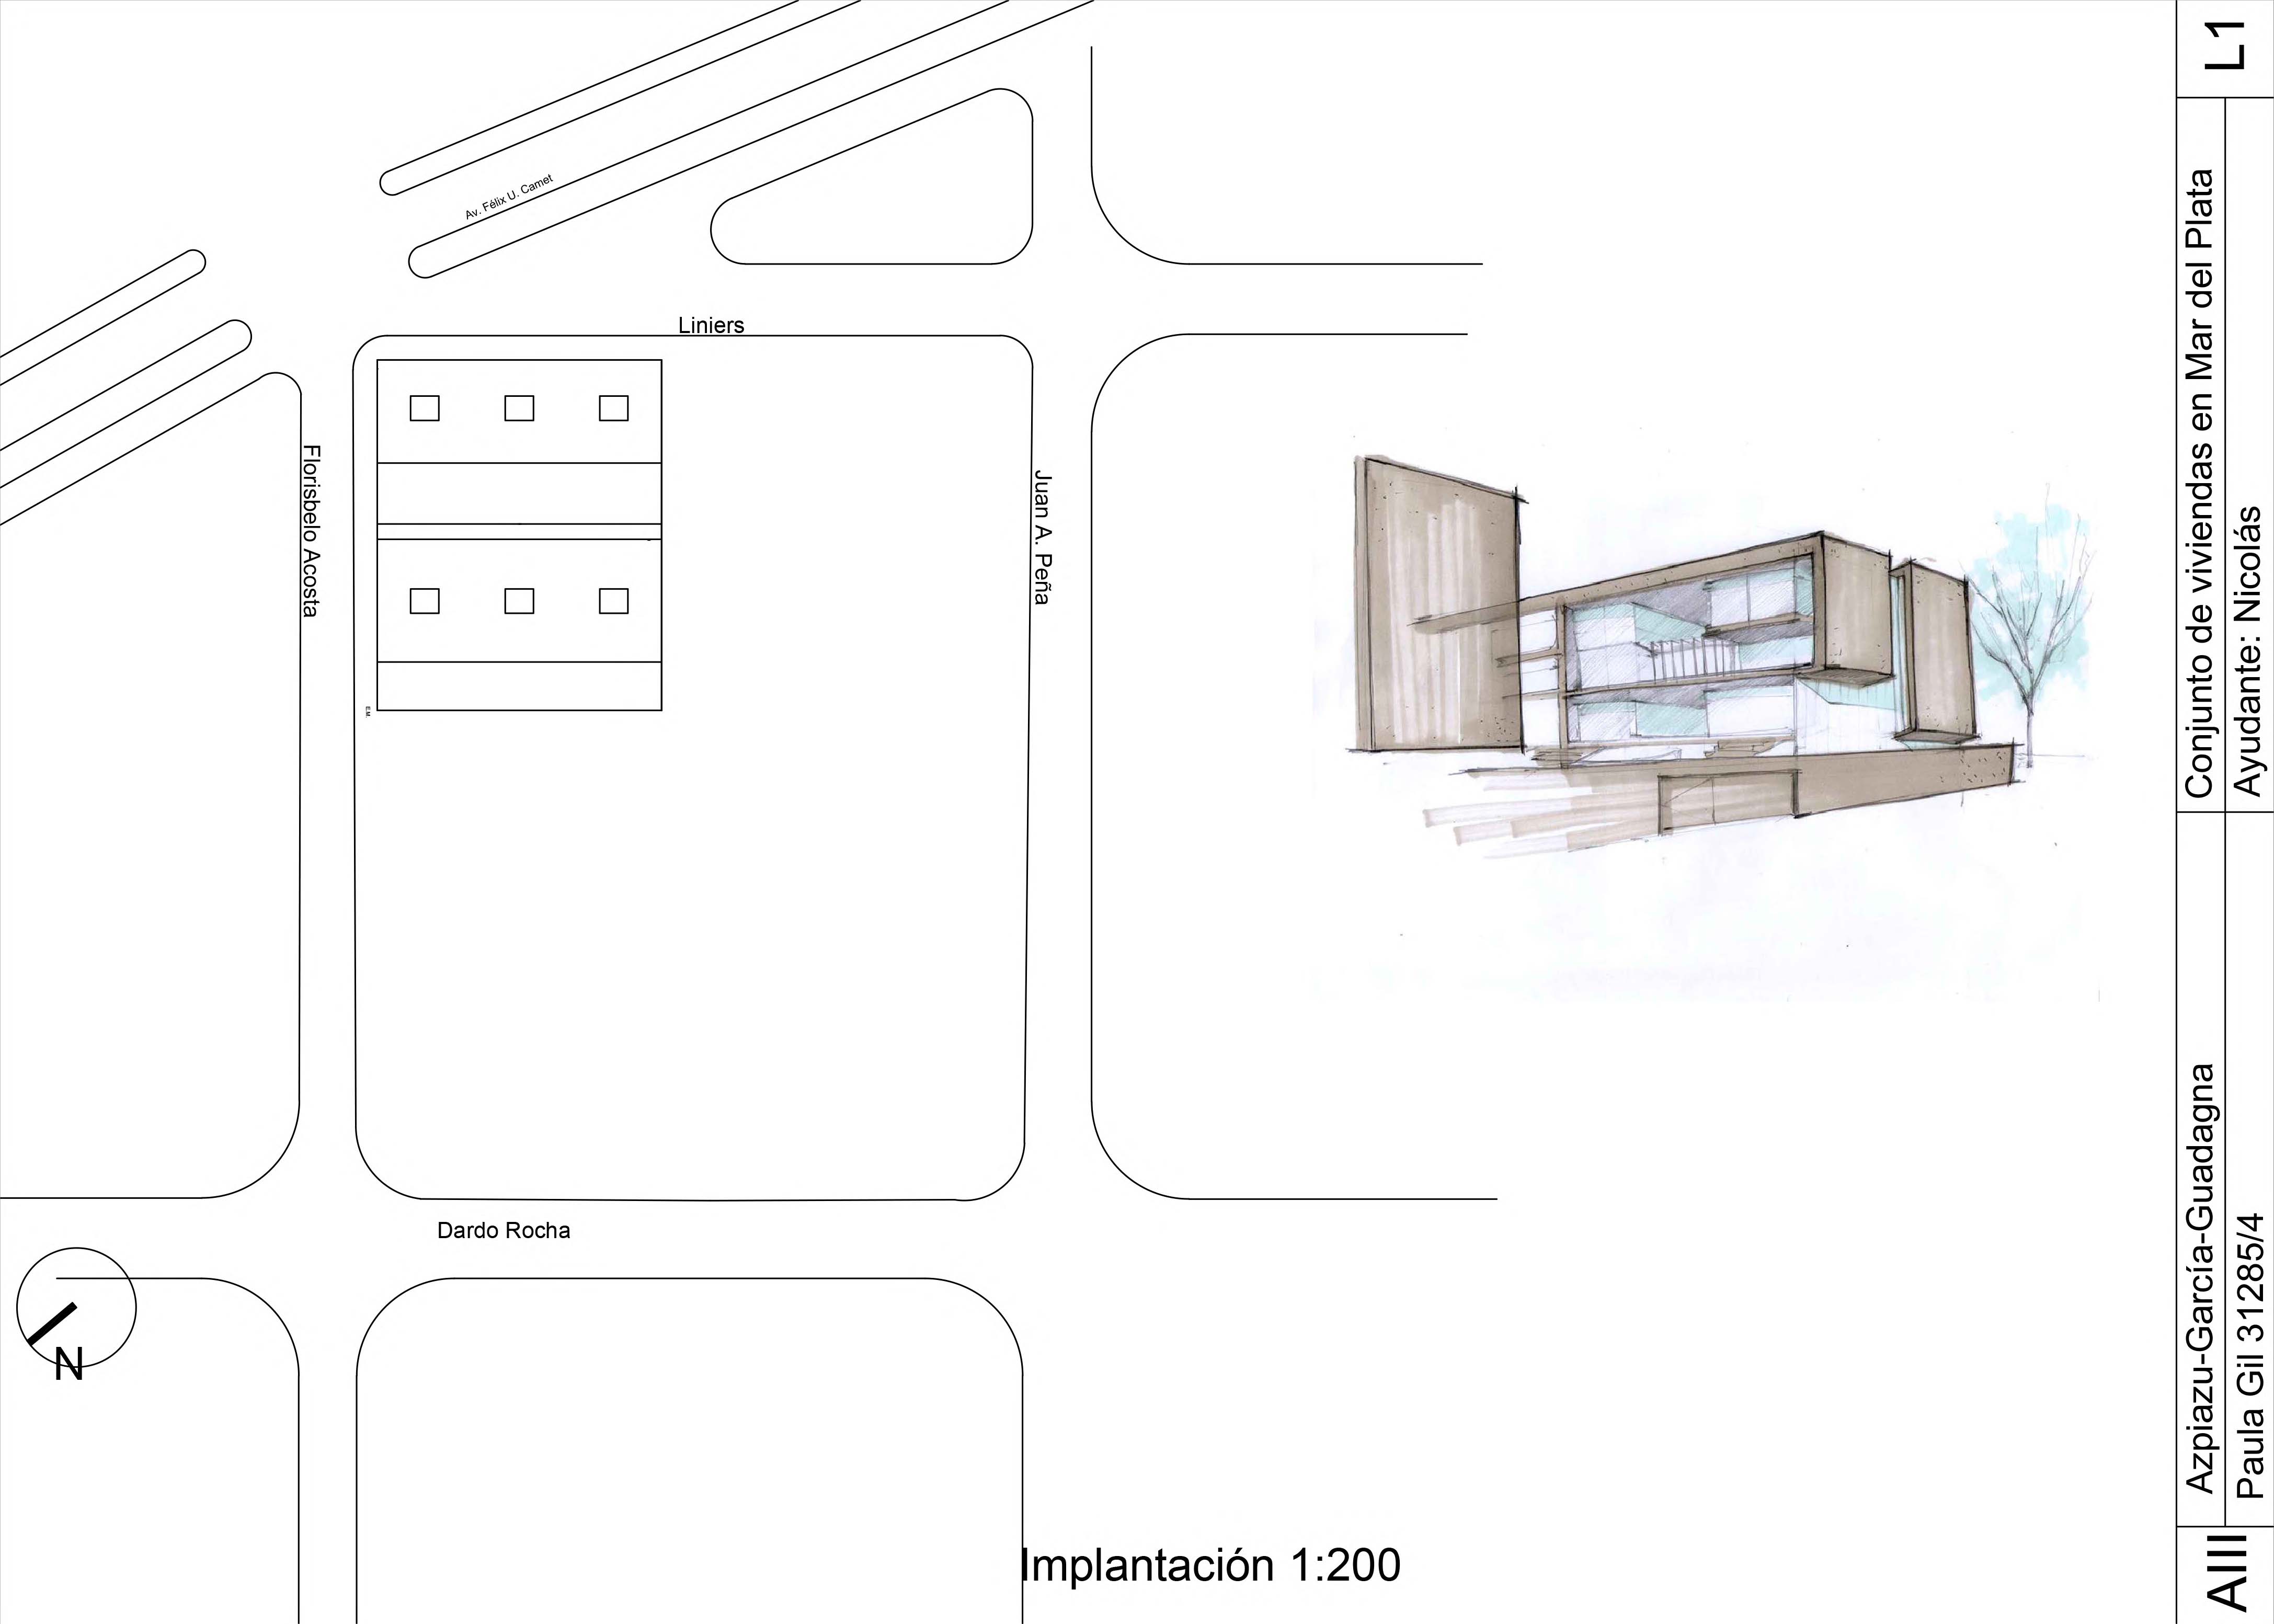 Av. Félix U. Camet
Liniers
Florisbelo Acosta
Juan A. Peña
E.M.
Dardo Rocha
N
Implantación 1:200
L1
Conjunto de viviendas en Mar del Plata
Ayudante: Nicolás
Azpiazu-García-Guadagna
Paula Gil 31285/4
AIII